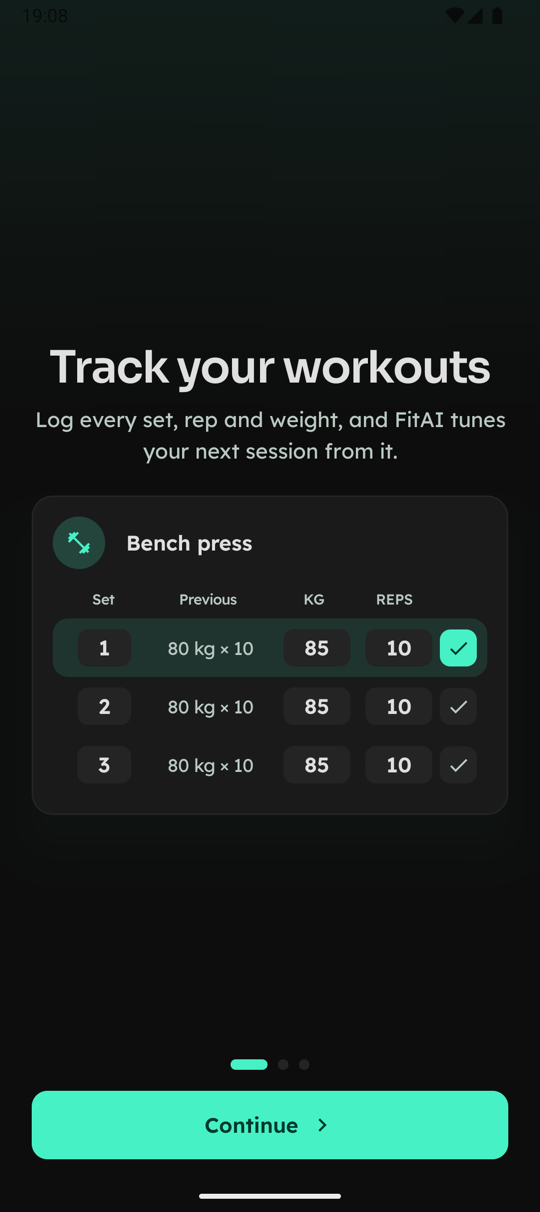 19:08
Track your workouts
Log every set, rep and weight, and FitAI tunes
your next session from it.
Bench press
Set Previous KG REPS
1 80 kg × 10 85 10
2 80 kg × 10 85 10
3 80 kg × 10 85 10
Continue